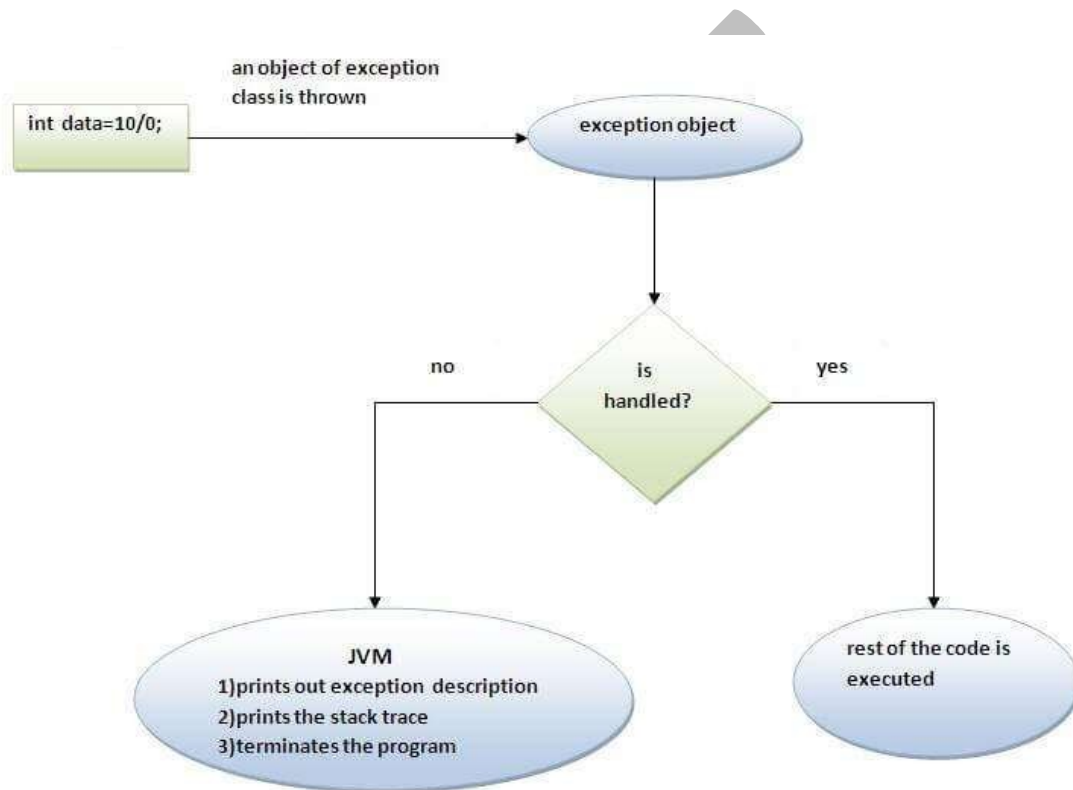 an object of exception
class is thrown
int data=10/0;
exception object
is
handled?
no
yes
JVM
1)prints out exception description
2)prints the stack trace
3)terminates the program
rest of the code is
executed